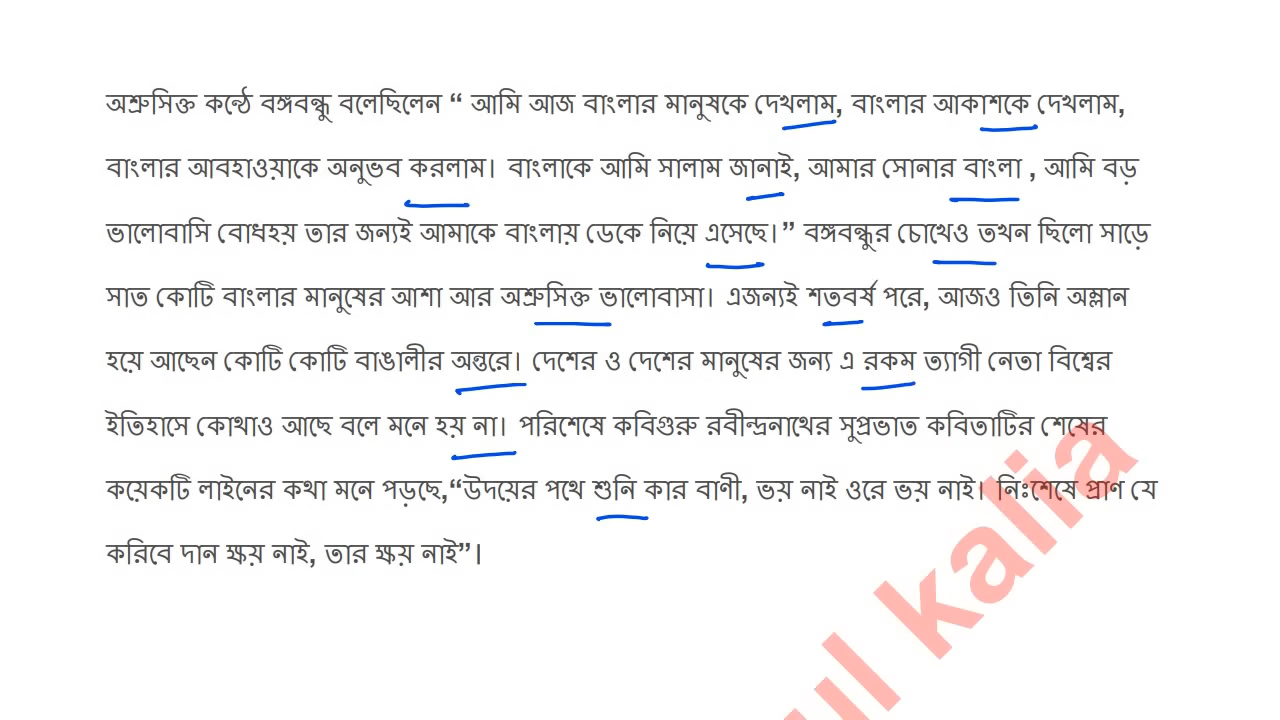 অশ্রুসিক্ত কন্ঠে বঙ্গবন্ধু বলেছিলেন “ আমি আজ বাংলার মানুষকে দেখলাম, বাংলার আকাশকে দেখলাম,
বাংলার আবহাওয়াকে অনুভব করলাম। বাংলাকে আমি সালাম জানাই, আমার সোনার বাংলা , আমি বড়
ভালোবাসি বোধহয় তার জন্যই আমাকে বাংলায় ডেকে নিয়ে এসেছে।” বঙ্গবন্ধুর চোখেও তখন ছিলো সাড়ে
সাত কোটি বাংলার মানুষের আশা আর অশ্রুসিক্ত ভালোবাসা। এজন্যই শতবর্ষ পরে, আজও তিনি অম্লান
হয়ে আছেন কোটি কোটি বাঙালীর অন্তরে। দেশের ও দেশের মানুষের জন্য এ রকম ত্যাগী নেতা বিশ্বের
ইতিহাসে কোথাও আছে বলে মনে হয় না। পরিশেষে কবিগুরু রবীন্দ্রনাথের সুপ্রভাত কবিতাটির শেষের
কয়েকটি লাইনের কথা মনে পড়ছে,“উদয়ের পথে শুনি কার বাণী, ভয় নাই ওরে ভয় নাই। নিঃশেষে প্রাণ যে
করিবে দান ক্ষয় নাই, তার ক্ষয় নাই”।
kalia